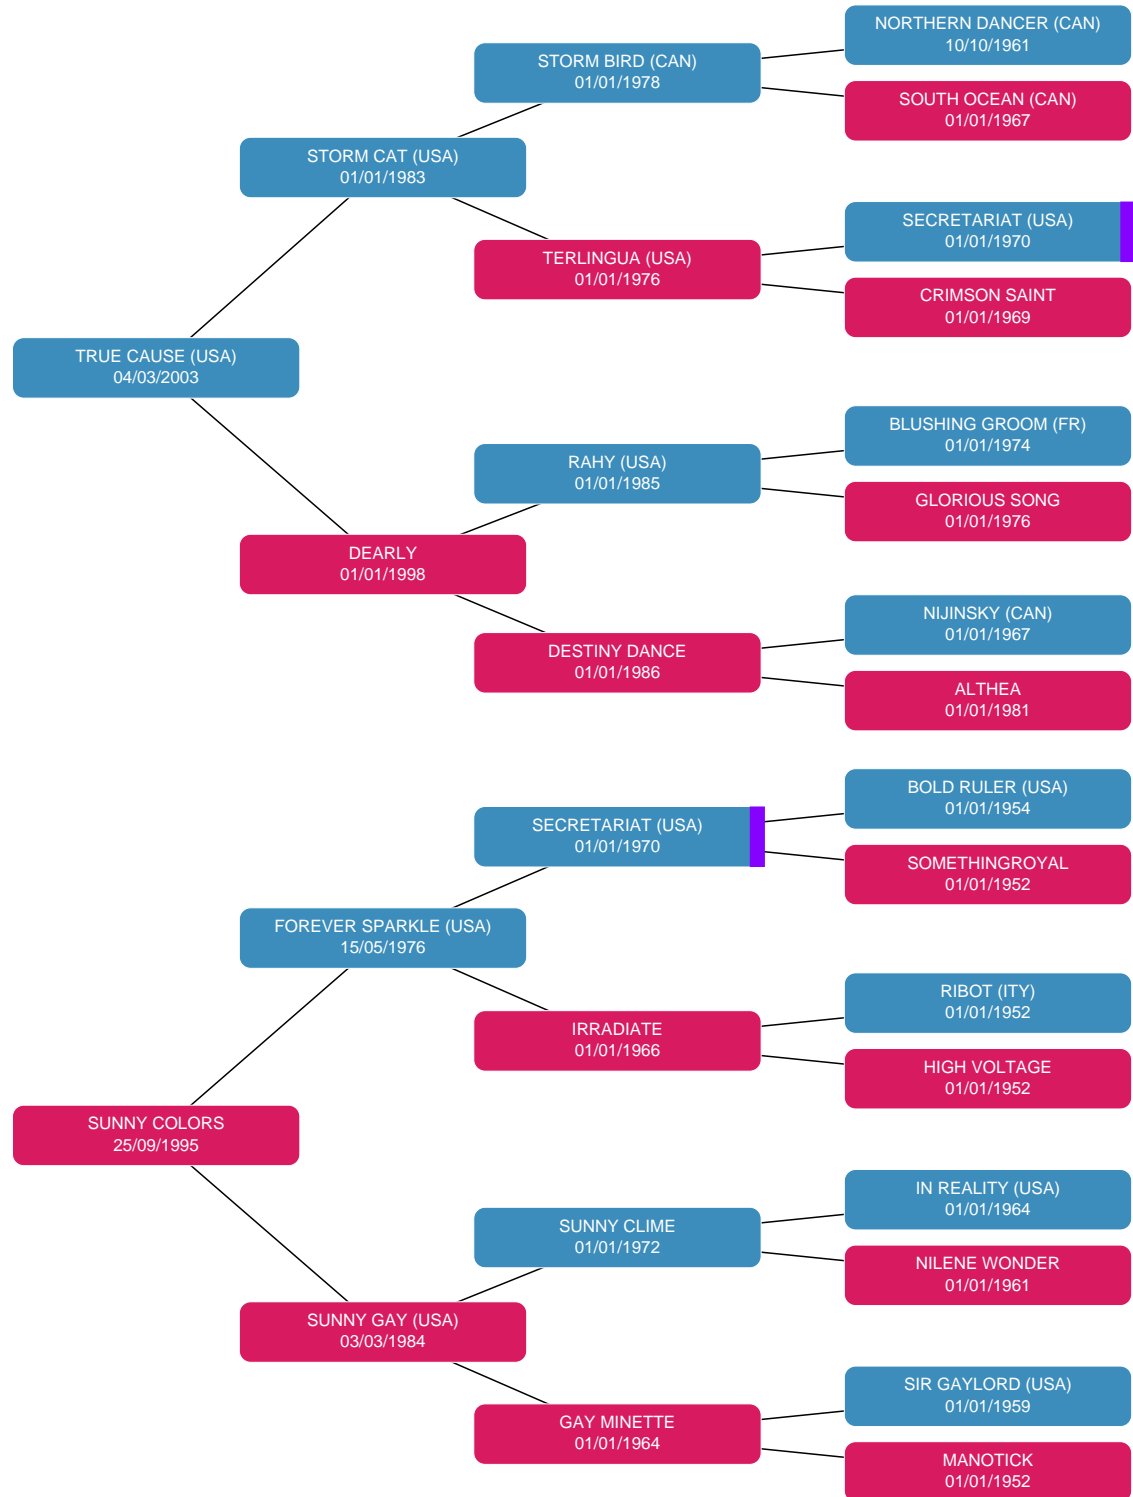 NORTHERN DANCER (CAN)
10/10/1961
STORM BIRD (CAN)
01/01/1978
SOUTH OCEAN (CAN)
01/01/1967
STORM CAT (USA)
01/01/1983
SECRETARIAT (USA)
01/01/1970
TERLINGUA (USA)
01/01/1976
CRIMSON SAINT
01/01/1969
TRUE CAUSE (USA)
04/03/2003
BLUSHING GROOM (FR)
01/01/1974
RAHY (USA)
01/01/1985
GLORIOUS SONG
01/01/1976
DEARLY
01/01/1998
NIJINSKY (CAN)
01/01/1967
DESTINY DANCE
01/01/1986
ALTHEA
01/01/1981
BOLD RULER (USA)
01/01/1954
SECRETARIAT (USA)
01/01/1970
SOMETHINGROYAL
01/01/1952
FOREVER SPARKLE (USA)
15/05/1976
RIBOT (ITY)
01/01/1952
IRRADIATE
01/01/1966
HIGH VOLTAGE
01/01/1952
SUNNY COLORS
25/09/1995
IN REALITY (USA)
01/01/1964
SUNNY CLIME
01/01/1972
NILENE WONDER
01/01/1961
SUNNY GAY (USA)
03/03/1984
SIR GAYLORD (USA)
01/01/1959
GAY MINETTE
01/01/1964
MANOTICK
01/01/1952